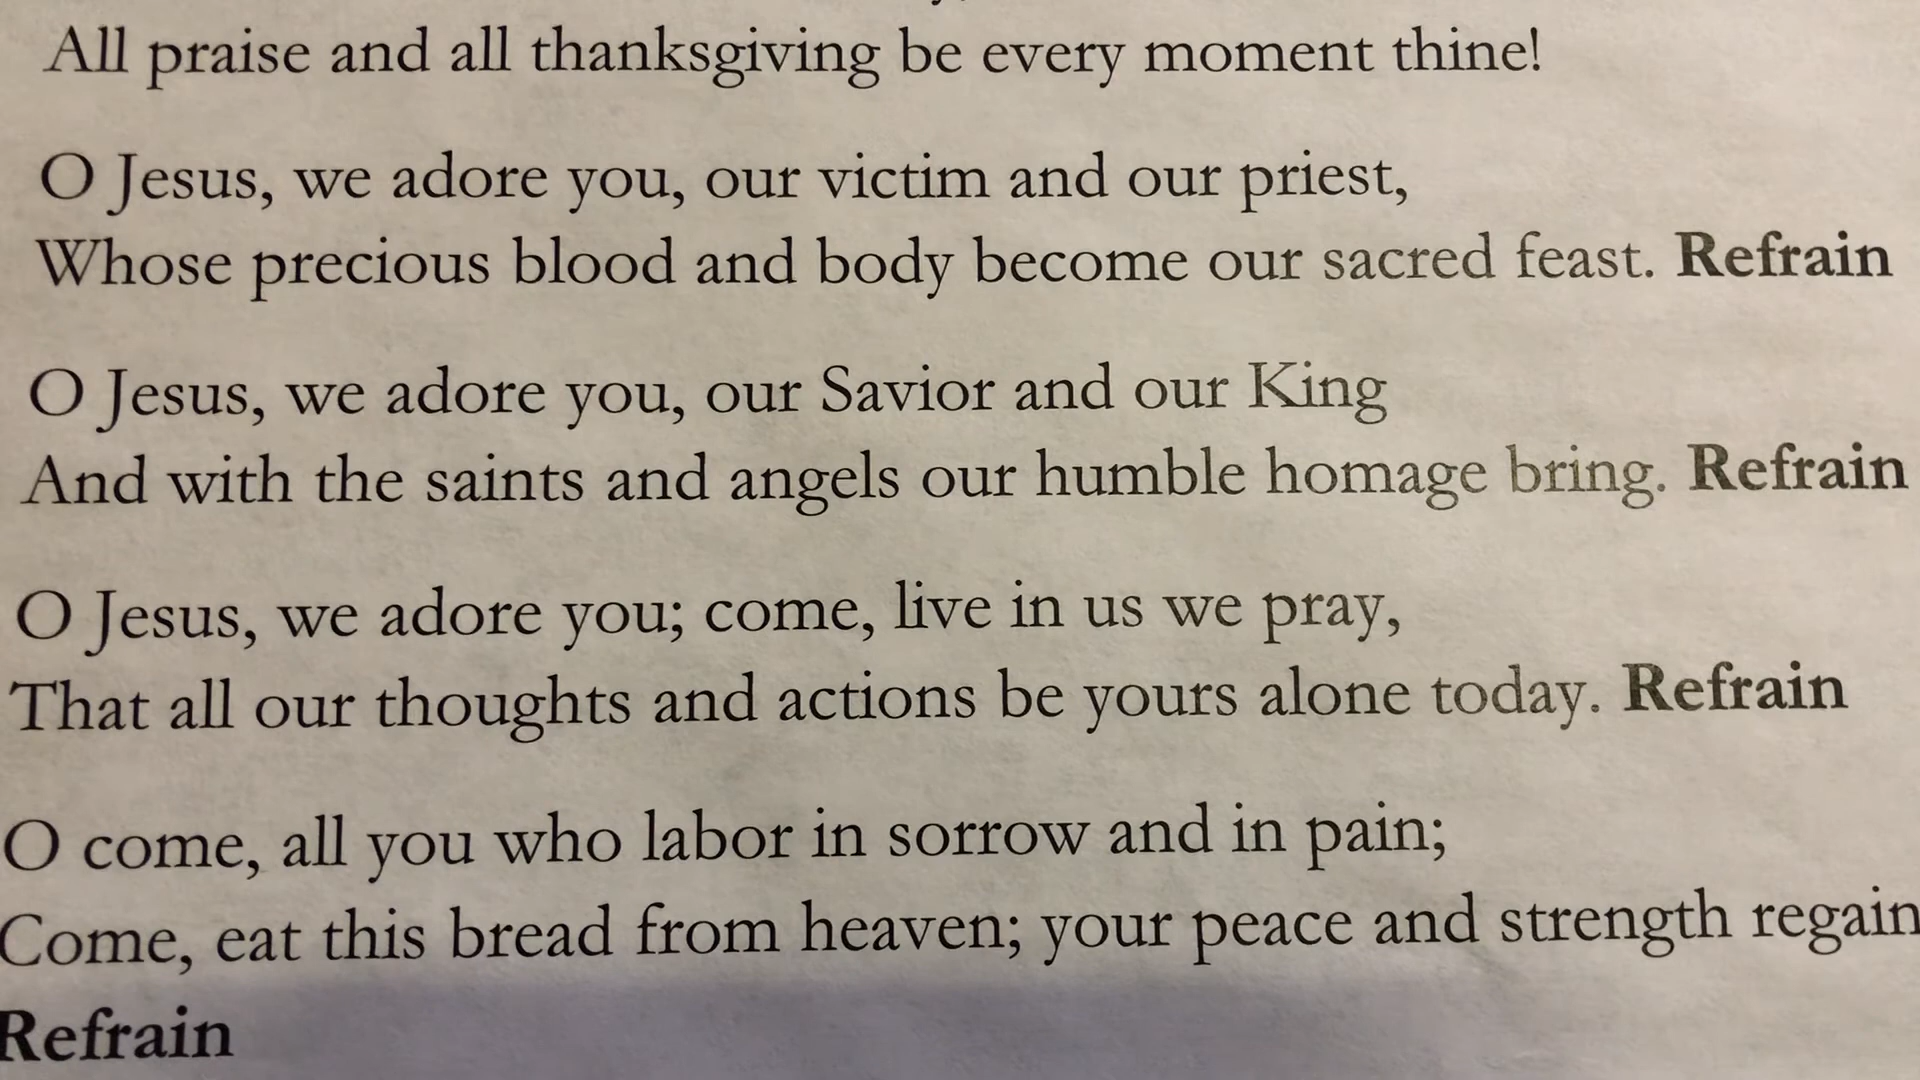 All praise and all thanksgiving be every moment thine!
O Jesus, we adore you, our victim and our priest,
Whose precious blood and body become our sacred feast. Refrain
O Jesus, we adore you, our Savior and our King
And with the saints and angels our humble homage bring. Refrain
O Jesus, we adore you; come, live in us we pray,
That all our thoughts and actions be yours alone today. Refrain
O come, all you who labor in sorrow and in pain;
Come, eat this bread from heaven; your peace and strength regain
Refrain